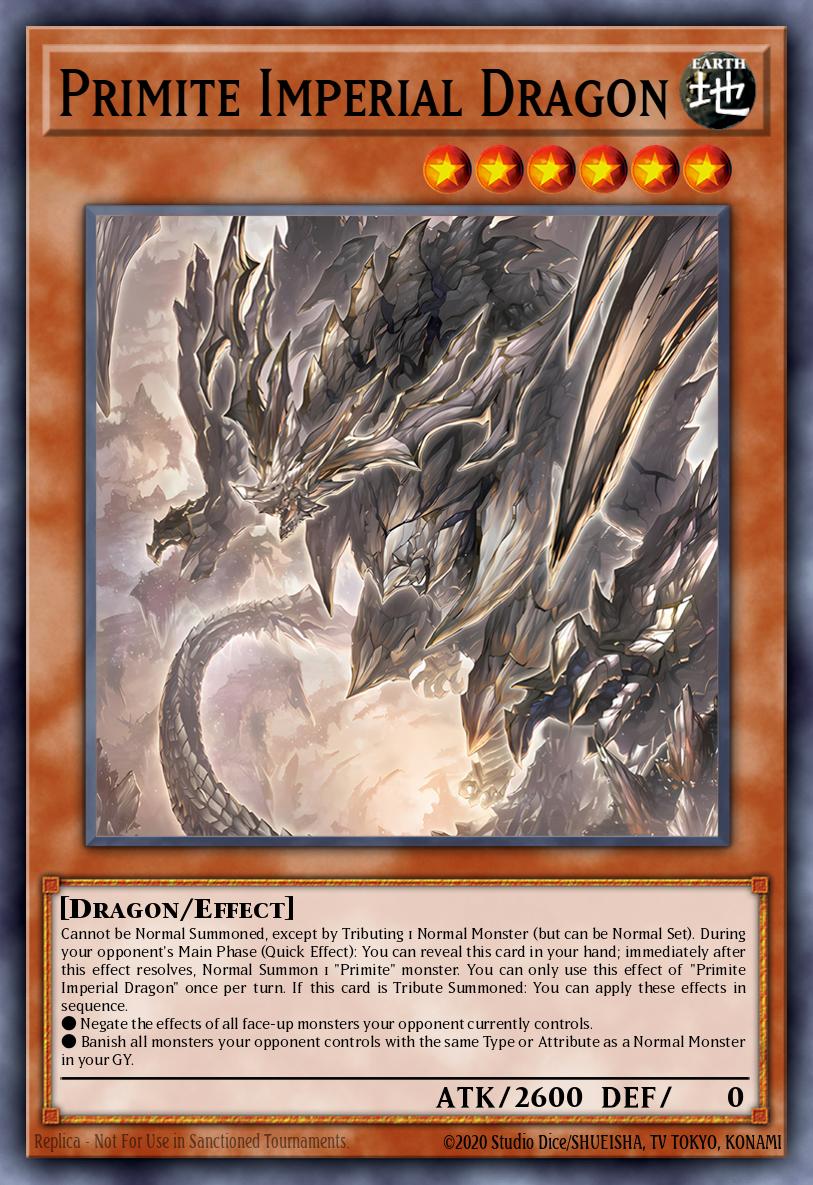 Primite Imperial Dragon
EARTH
地
[Dragon/Effect]
Cannot be Normal Summoned, except by Tributing 1 Normal Monster (but can be Normal Set). During
your opponent's Main Phase (Quick Effect): You can reveal this card in your hand; immediately after
this effect resolves, Normal Summon 1 "Primite" monster. You can only use this effect of "Primite
Imperial Dragon" once per turn. If this card is Tribute Summoned: You can apply these effects in
sequence.
● Negate the effects of all face-up monsters your opponent currently controls.
● Banish all monsters your opponent controls with the same Type or Attribute as a Normal Monster
in your GY.
ATK/2600 DEF/ 0
Replica - Not For Use in Sanctioned Tournaments.
©2020 Studio Dice/SHUEISHA, TV TOKYO, KONAMI